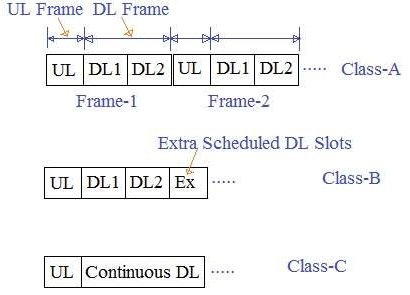 UL Frame DL Frame
UL DL1 DL2 UL DL1 DL2 ..... Class-A
Frame-1 Frame-2
Extra Scheduled DL Slots
UL DL1 DL2 Ex ..... Class-B
UL Continuous DL ..... Class-C